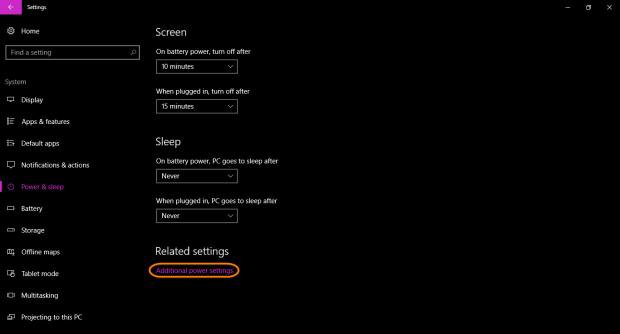 Settings
Home
Find a setting
System
Display
Apps & features
Default apps
Notifications & actions
Power & sleep
Battery
Storage
Offline maps
Tablet mode
Multitasking
Projecting to this PC
Screen
On battery power, turn off after
10 minutes
When plugged in, turn off after
15 minutes
Sleep
On battery power, PC goes to sleep after
Never
When plugged in, PC goes to sleep after
Never
Related settings
Additional power settings